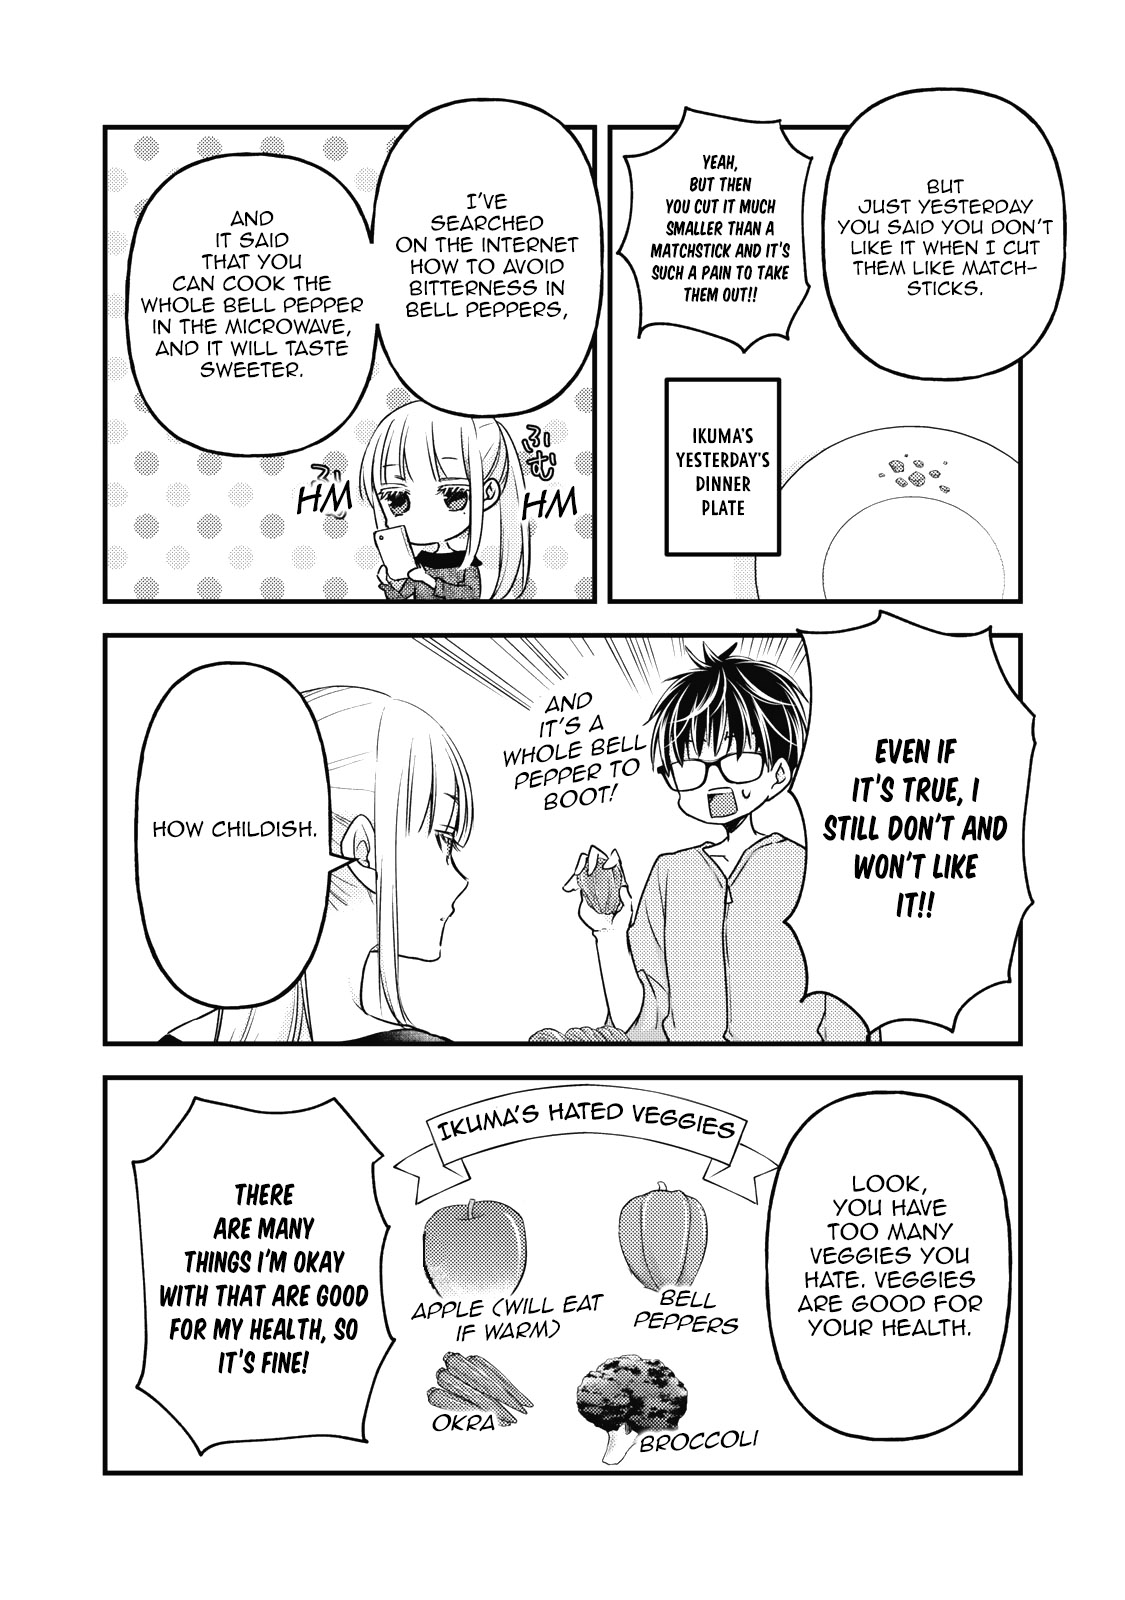 BUT
JUST YESTERDAY
YOU SAID YOU DON'T
LIKE IT WHEN I CUT
THEM LIKE MATCH-
STICKS.
YEAH,
BUT THEN
YOU CUT IT MUCH
SMALLER THAN A
MATCHSTICK AND IT'S
SUCH A PAIN TO TAKE
THEM OUT!!
IKUMA'S
YESTERDAY'S
DINNER
PLATE
I'VE
SEARCHED
ON THE INTERNET
HOW TO AVOID
BITTERNESS IN
BELL PEPPERS,
AND
IT SAID
THAT YOU
CAN COOK THE
WHOLE BELL PEPPER
IN THE MICROWAVE,
AND IT WILL TASTE
SWEETER.
ふむ
HM
HM
EVEN IF
IT'S TRUE, I
STILL DON'T AND
WON'T LIKE
IT!!
AND
IT'S A
WHOLE BELL
PEPPER TO
BOOT!
HOW CHILDISH.
LOOK,
YOU HAVE
TOO MANY
VEGGIES YOU
HATE. VEGGIES
ARE GOOD FOR
YOUR HEALTH.
IKUMA'S HATED VEGGIES
APPLE (WILL EAT
IF WARM)
BELL
PEPPERS
OKRA
BROCCOLI
THERE
ARE MANY
THINGS I'M OKAY
WITH THAT ARE GOOD
FOR MY HEALTH, SO
IT'S FINE!